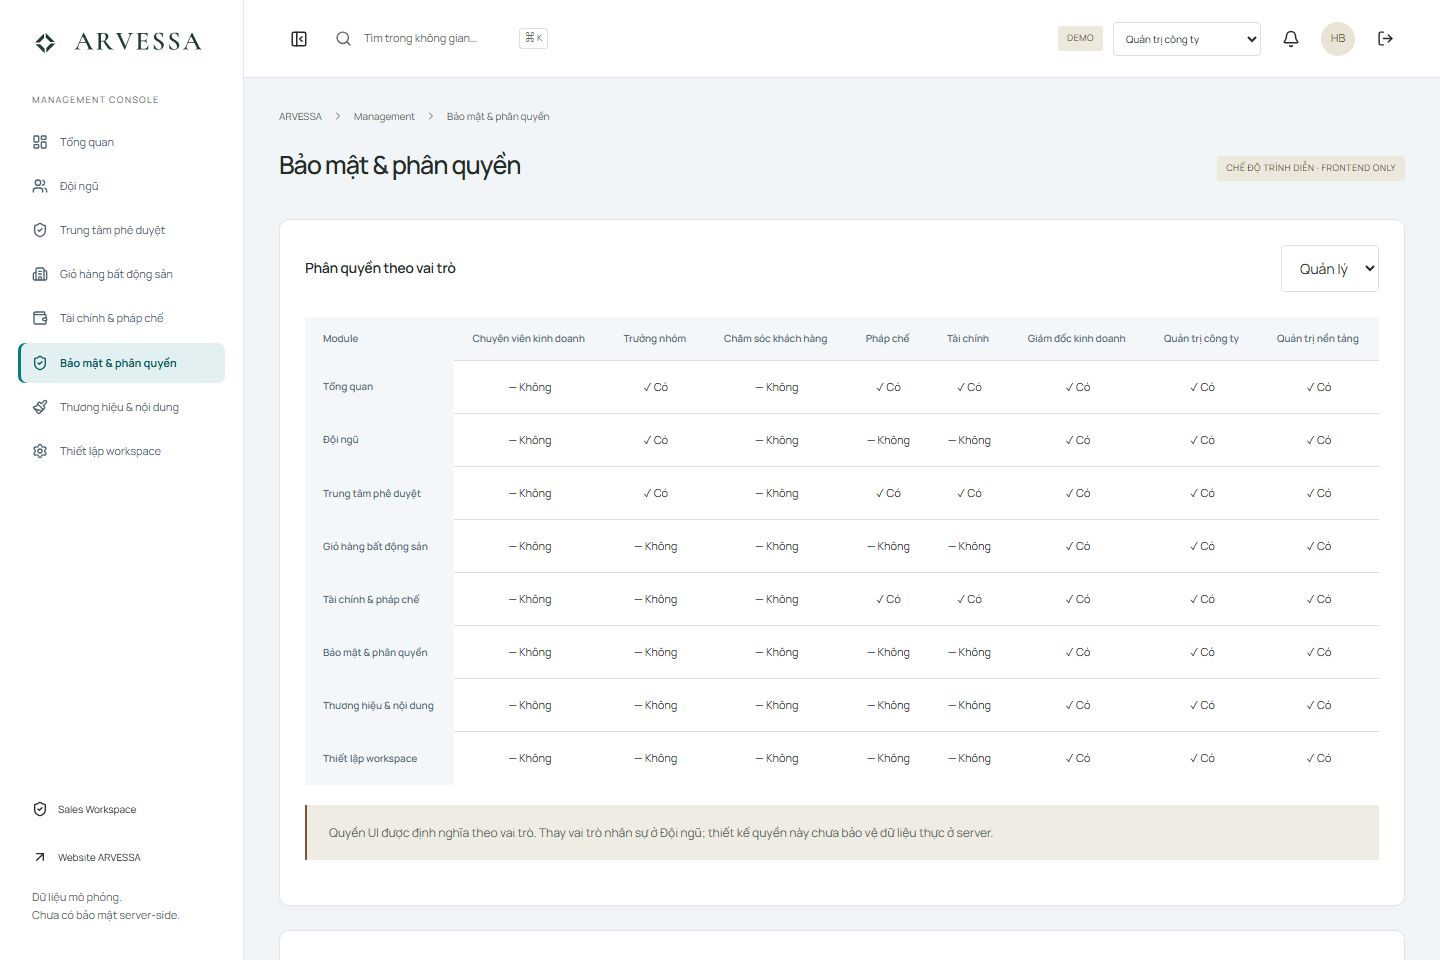 ARVESSA
MANAGEMENT CONSOLE
Tổng quan
Đội ngũ
Trung tâm phê duyệt
Giỏ hàng bất động sản
Tài chính & pháp chế
Bảo mật & phân quyền
Thương hiệu & nội dung
Thiết lập workspace
Sales Workspace
Website ARVESSA
Dữ liệu mô phỏng.
Chưa có bảo mật server-side.
Tìm trong không gian...
⌘ K
DEMO
Quản trị công ty
HB
ARVESSA > Management > Bảo mật & phân quyền
Bảo mật & phân quyền
CHẾ ĐỘ TRÌNH DIỄN · FRONTEND ONLY
Phân quyền theo vai trò
Quản lý
Module Chuyên viên kinh doanh Trưởng nhóm Chăm sóc khách hàng Pháp chế Tài chính Giám đốc kinh doanh Quản trị công ty Quản trị nền tảng
Tổng quan — Không ✓ Có — Không ✓ Có ✓ Có ✓ Có ✓ Có ✓ Có
Đội ngũ — Không ✓ Có — Không — Không — Không ✓ Có ✓ Có ✓ Có
Trung tâm phê duyệt — Không ✓ Có — Không ✓ Có ✓ Có ✓ Có ✓ Có ✓ Có
Giỏ hàng bất động sản — Không — Không — Không — Không — Không ✓ Có ✓ Có ✓ Có
Tài chính & pháp chế — Không — Không — Không ✓ Có ✓ Có ✓ Có ✓ Có ✓ Có
Bảo mật & phân quyền — Không — Không — Không — Không — Không ✓ Có ✓ Có ✓ Có
Thương hiệu & nội dung — Không — Không — Không — Không — Không ✓ Có ✓ Có ✓ Có
Thiết lập workspace — Không — Không — Không — Không — Không ✓ Có ✓ Có ✓ Có
Quyền UI được định nghĩa theo vai trò. Thay vai trò nhân sự ở Đội ngũ; thiết kế quyền này chưa bảo vệ dữ liệu thực ở server.